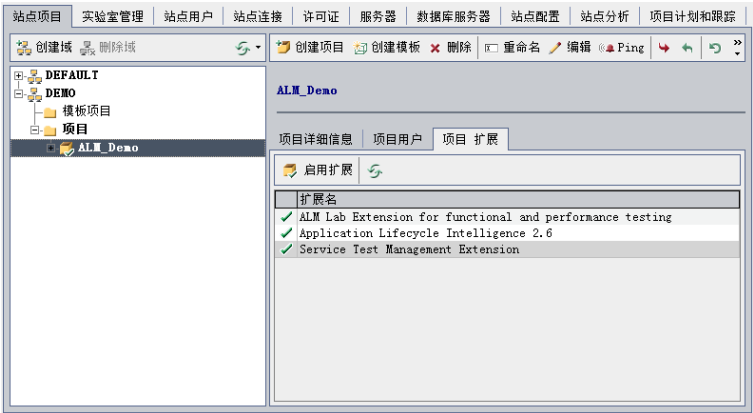 站点项目 实验室管理 站点用户 站点连接 许可证 服务器 数据库服务器 站点配置 站点分析 项目计划和跟踪
创建域 删除域
创建项目 创建模板 删除 重命名 编辑 Ping »
DEFAULT
DEMO
模板项目
项目
ALM_Demo
ALM_Demo
项目详细信息 项目用户 项目 扩展
启用扩展
扩展名
ALM Lab Extension for functional and performance testing
Application Lifecycle Intelligence 2.6
Service Test Management Extension